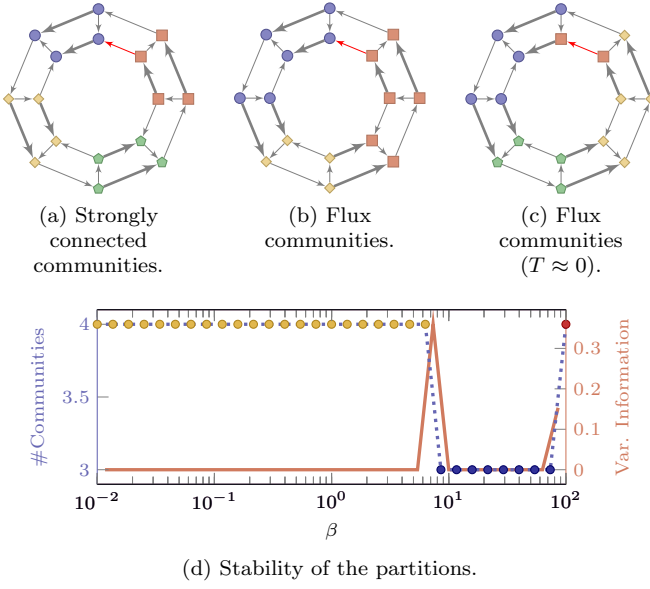 (a) Strongly
connected
communities.
(b) Flux
communities.
(c) Flux
communities
(T ≈ 0).
#Communities
4
3.5
3
0.3
0.2
0.1
0
Var. Information
10⁻²
10⁻¹
10⁰
10¹
10²
β
(d) Stability of the partitions.